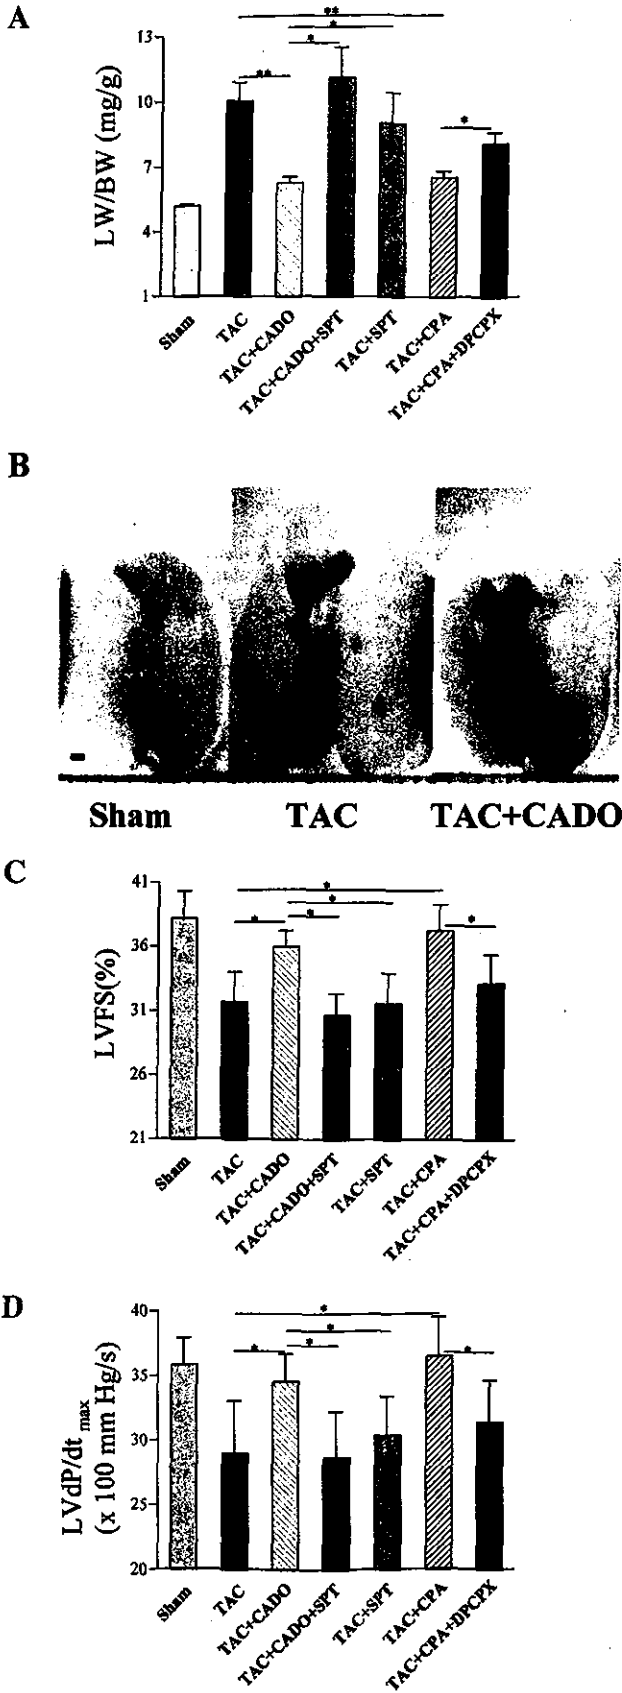 A
** 
*
*
**
*
LW/BW (mg/g)
13
10
7
4
1
Sham
TAC
TAC+CADO
TAC+CADO+SPT
TAC+SPT
TAC+CPA
TAC+CPA+DPCPX
B
Sham TAC TAC+CADO
C
*
*
*
*
*
LVFS(%)
41
36
31
26
21
Sham
TAC
TAC+CADO
TAC+CADO+SPT
TAC+SPT
TAC+CPA
TAC+CPA+DPCPX
D
*
*
*
*
*
LVdP/dt max
(x 100 mm Hg/s)
40
35
30
25
20
Sham
TAC
TAC+CADO
TAC+CADO+SPT
TAC+SPT
TAC+CPA
TAC+CPA+DPCPX